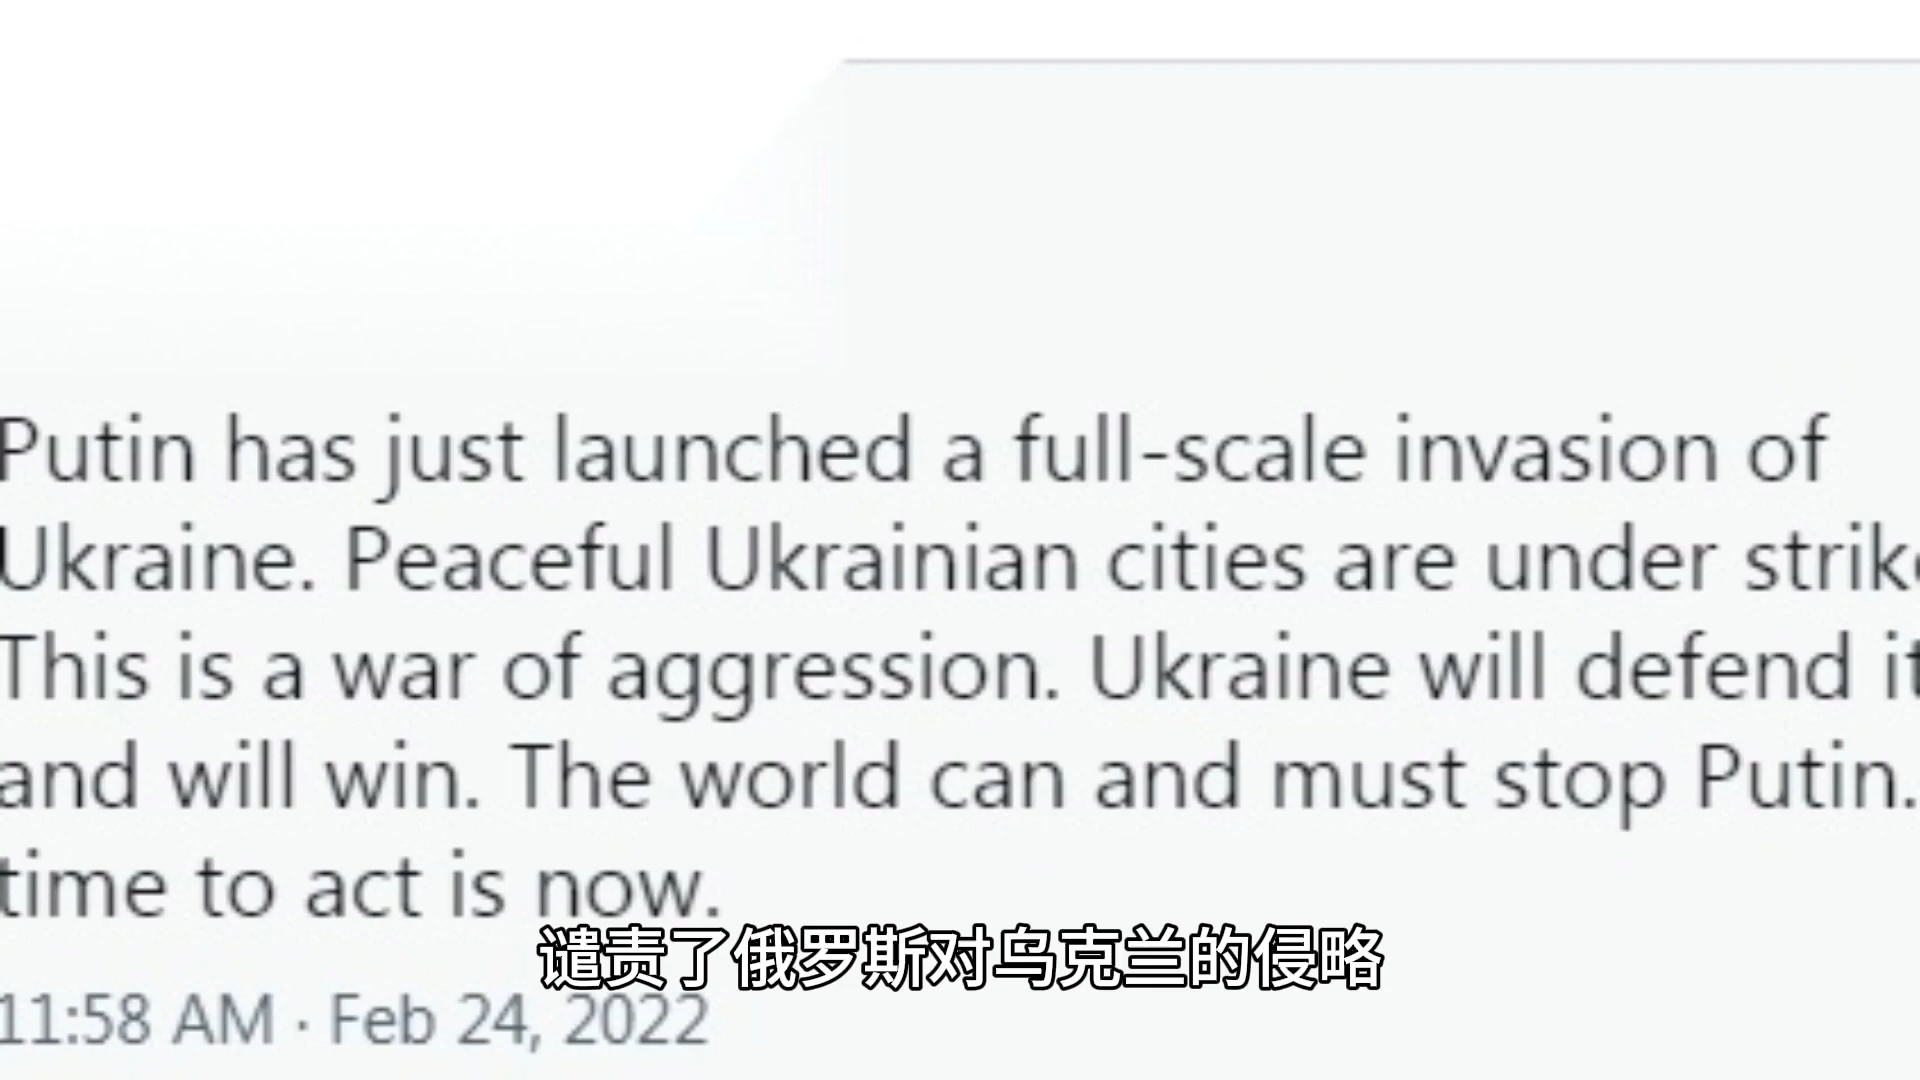 Putin has just launched a full-scale invasion of
Ukraine. Peaceful Ukrainian cities are under
This is a war of aggression. Ukraine will defend
and will win. The world can and must stop Putin.
time to act is now.
谴责了俄罗斯对乌克兰的侵略
11:58 AM · Feb 24, 2022